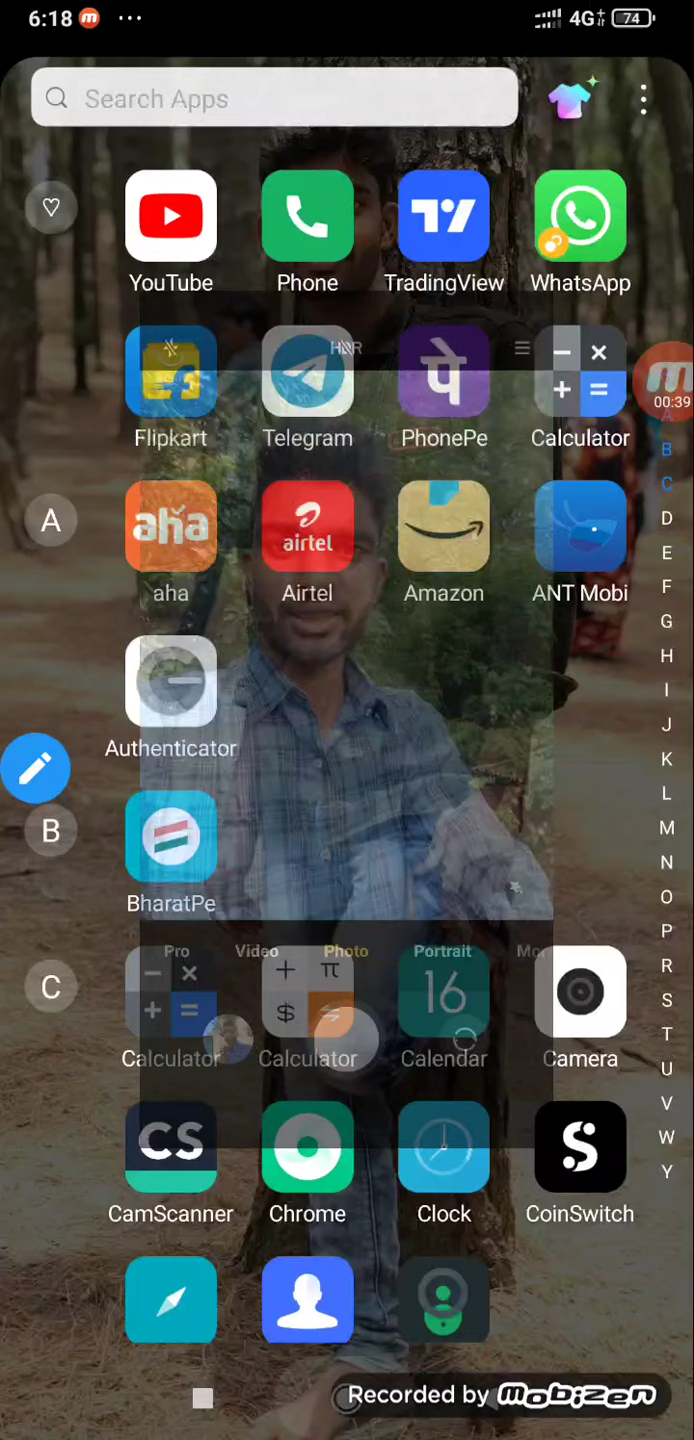 6:18 m ... 4G 74
Search Apps
YouTube Phone TradingView WhatsApp
HDR
पे
Flipkart Telegram PhonePe Calculator
m
00:39
A
B
C
D
E
F
G
H
I
J
K
L
M
N
O
P
R
S
T
U
V
W
Y
A
aha airtel
aha Airtel Amazon ANT Mobi
Authenticator
B
BharatPe
Pro Video Photo Portrait
C
16
Calculator Calculator Calendar Camera
CS S
CamScanner Chrome Clock CoinSwitch
Recorded by mobizen